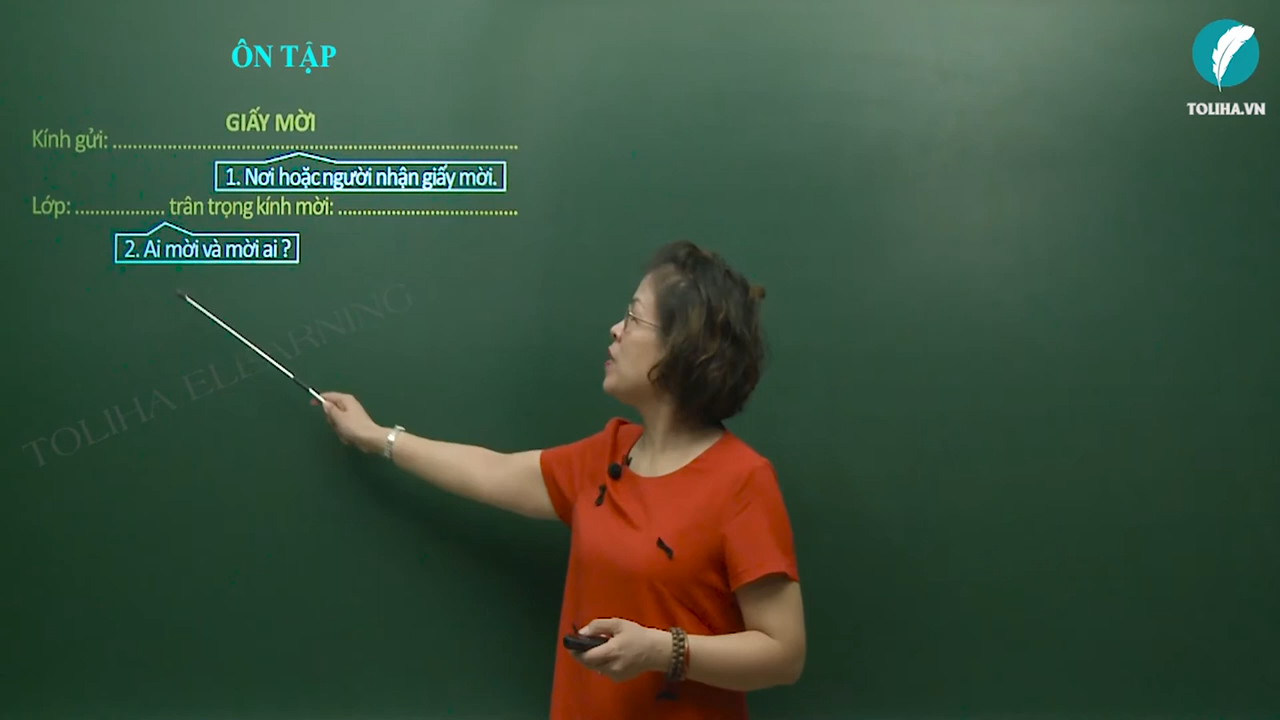 ÔN TẬP
GIẤY MỜI
Kính gửi: ......................................................................................
1. Nơi hoặc người nhận giấy mời.
Lớp: .................. trân trọng kính mời: ......................................
2. Ai mời và mời ai ?
TOLIHA ELEARNING
TOLIHA.VN